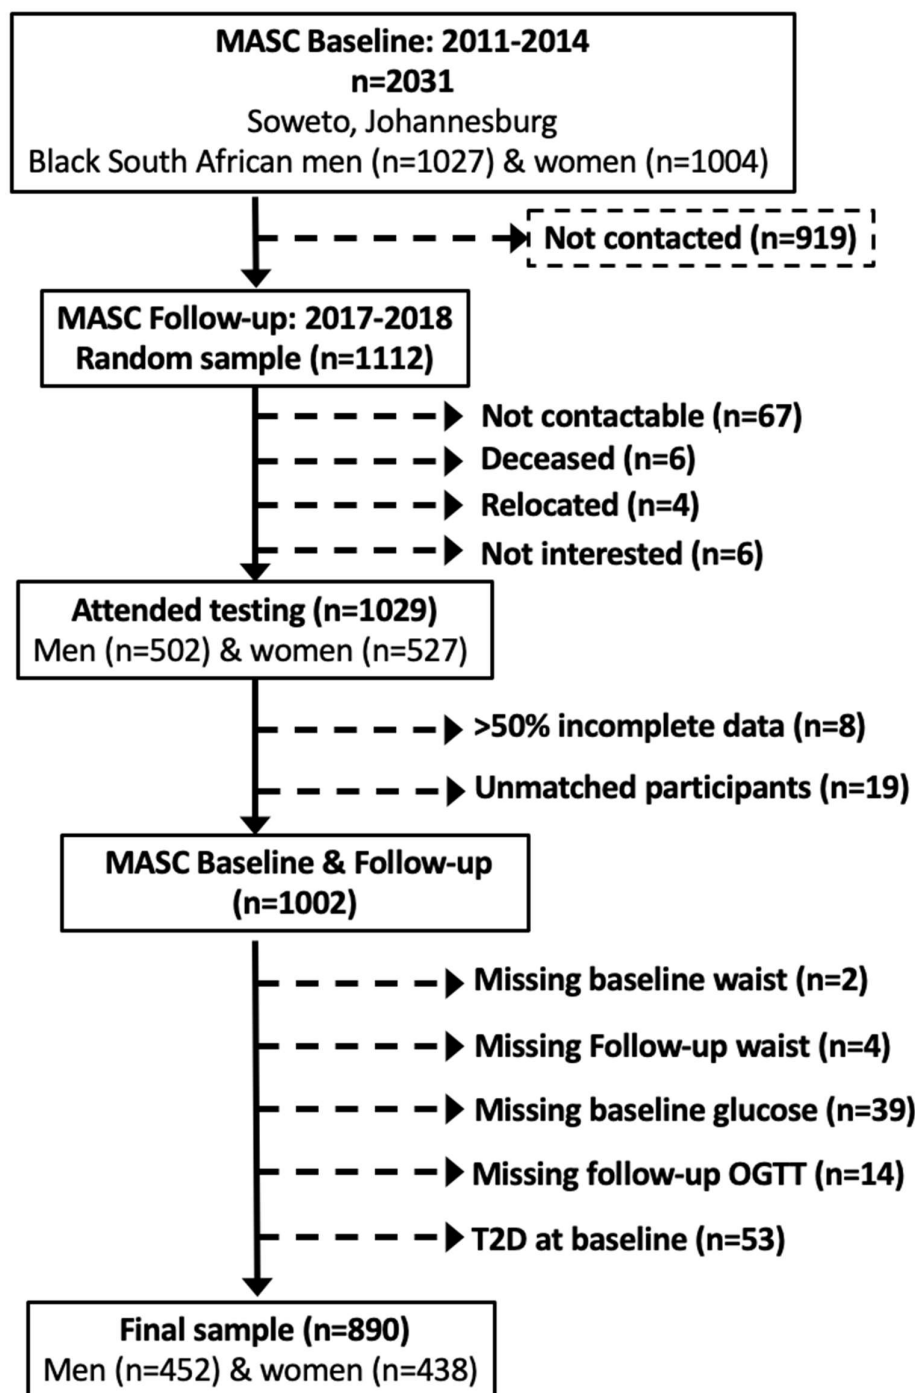 MASC Baseline: 2011-2014
n=2031
Soweto, Johannesburg
Black South African men (n=1027) & women (n=1004)
Not contacted (n=919)
MASC Follow-up: 2017-2018
Random sample (n=1112)
Not contactable (n=67)
Deceased (n=6)
Relocated (n=4)
Not interested (n=6)
Attended testing (n=1029)
Men (n=502) & women (n=527)
>50% incomplete data (n=8)
Unmatched participants (n=19)
MASC Baseline & Follow-up
(n=1002)
Missing baseline waist (n=2)
Missing Follow-up waist (n=4)
Missing baseline glucose (n=39)
Missing follow-up OGTT (n=14)
T2D at baseline (n=53)
Final sample (n=890)
Men (n=452) & women (n=438)